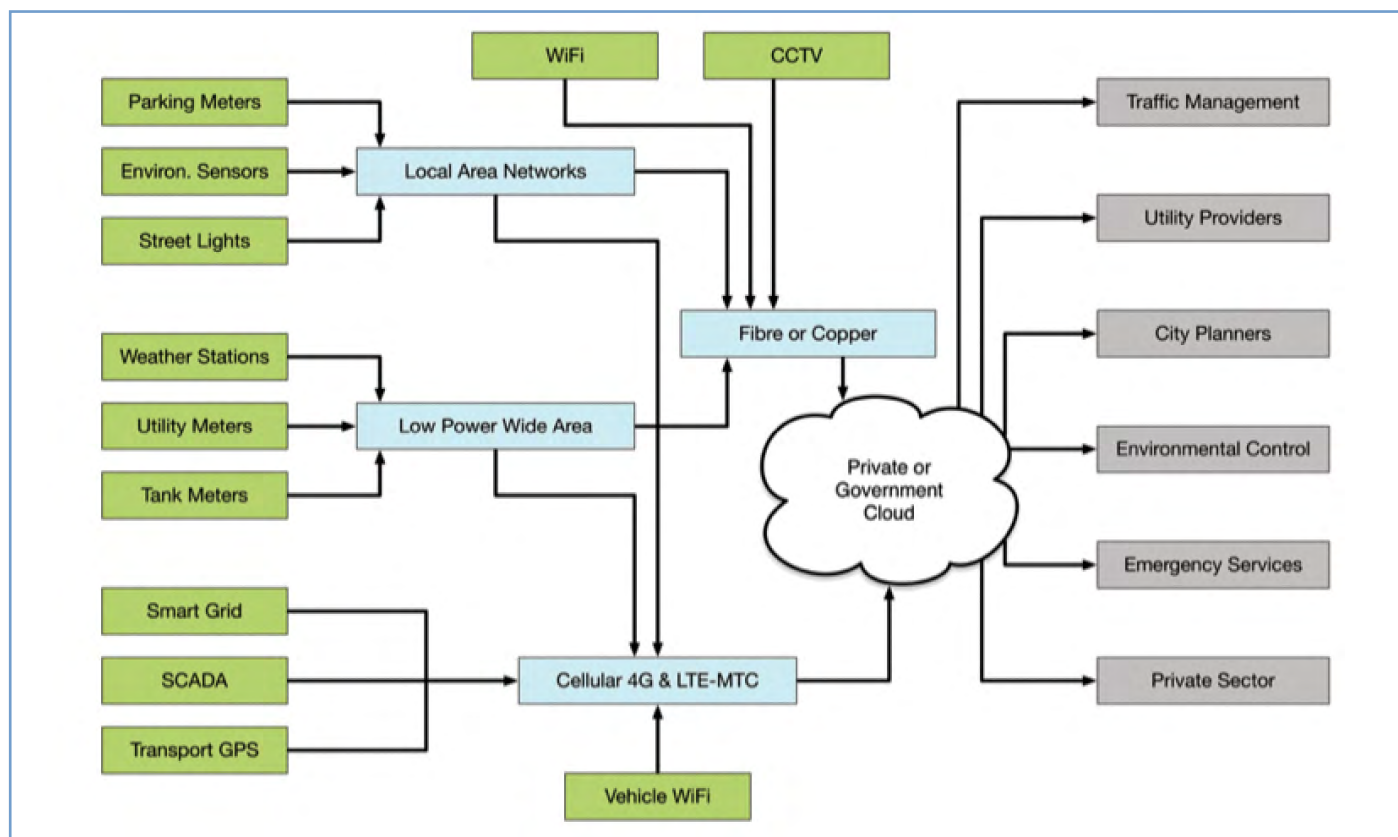 WiFi
CCTV
Parking Meters
Traffic Management
Environ. Sensors
Local Area Networks
Street Lights
Utility Providers
Weather Stations
Fibre or Copper
City Planners
Utility Meters
Low Power Wide Area
Environmental Control
Private or
Government
Cloud
Tank Meters
Emergency Services
Smart Grid
SCADA
Cellular 4G & LTE-MTC
Private Sector
Transport GPS
Vehicle WiFi